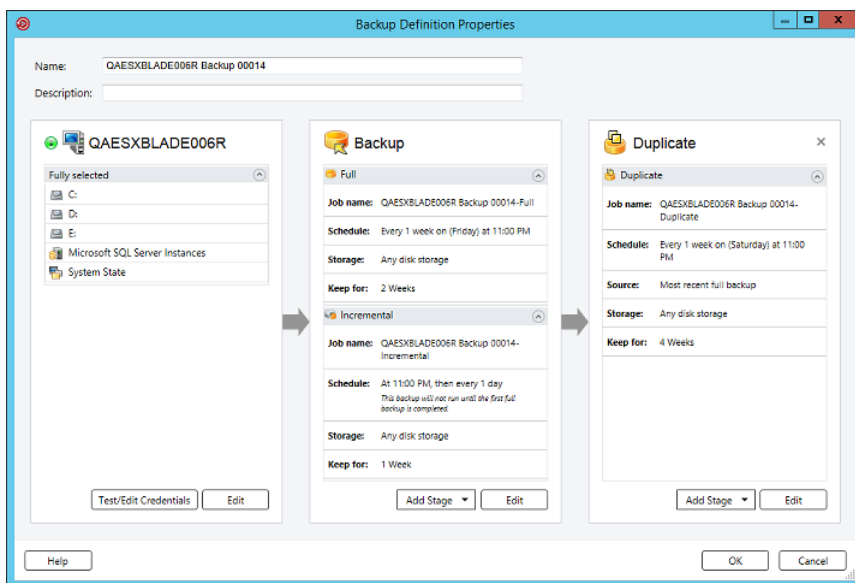 Backup Definition Properties
Name: QAESXBLADE006R Backup 00014
Description:
QAESXBLADE006R
Fully selected
C:
D:
E:
Microsoft SQL Server Instances
System State
Test/Edit Credentials Edit
Backup
Full
Job name: QAESXBLADE006R Backup 00014-Full
Schedule: Every 1 week on (Friday) at 11:00 PM
Storage: Any disk storage
Keep for: 2 Weeks
Incremental
Job name: QAESXBLADE006R Backup 00014-
Incremental
Schedule: At 11:00 PM, then every 1 day
This backup will not run until the first full
backup is completed.
Storage: Any disk storage
Keep for: 1 Week
Add Stage Edit
Duplicate
Duplicate
Job name: QAESXBLADE006R Backup 00014-
Duplicate
Schedule: Every 1 week on (Saturday) at 11:00
PM
Source: Most recent full backup
Storage: Any disk storage
Keep for: 4 Weeks
Add Stage Edit
Help OK Cancel